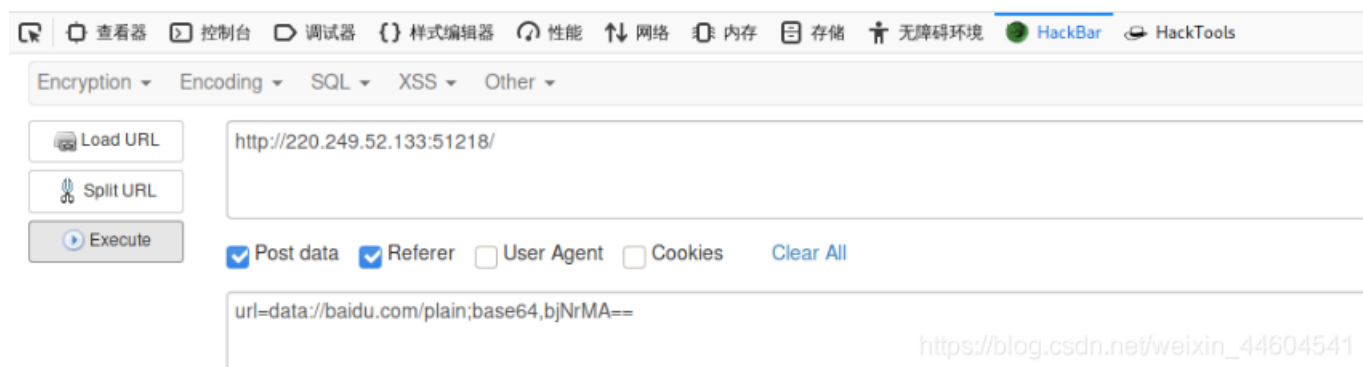 查看器 控制台 调试器 {} 样式编辑器 性能 网络 内存 存储 无障碍环境 HackBar HackTools
Encryption Encoding SQL XSS Other
Load URL
http://220.249.52.133:51218/
Split URL
Execute
Post data Referer User Agent Cookies Clear All
url=data://baidu.com/plain;base64,bjNrMA==
https://blog.csdn.net/weixin_44604541